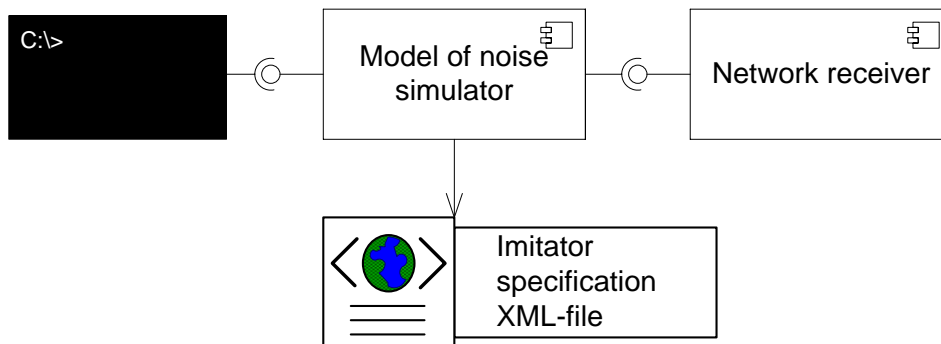 C:\>
Model of noise
simulator
Network receiver
Imitator
specification
XML-file